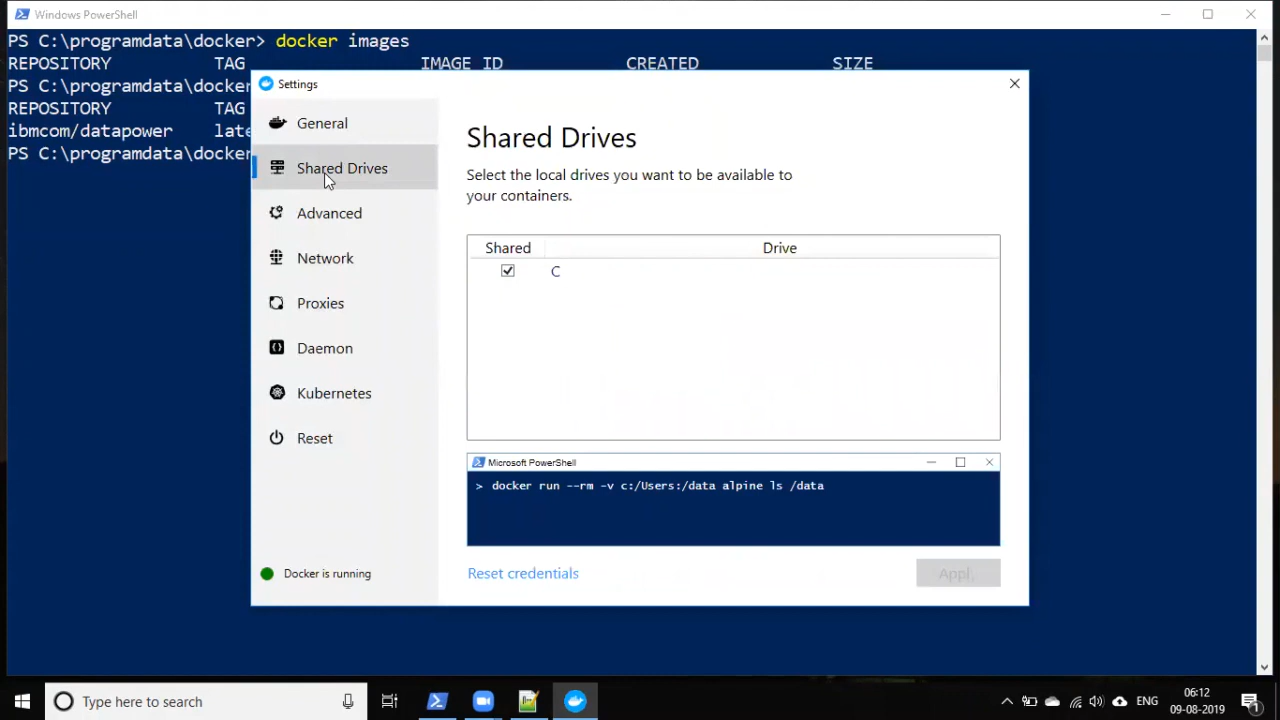 Windows PowerShell
PS C:\programdata\docker> docker images
REPOSITORY TAG IMAGE ID CREATED SIZE
PS C:\programdata\docker
REPOSITORY TAG
ibmcom/datapower late
PS C:\programdata\docker
Settings
General
Shared Drives
Advanced
Network
Proxies
Daemon
Kubernetes
Reset
Docker is running
Shared Drives
Select the local drives you want to be available to
your containers.
Shared Drive
C
Microsoft PowerShell
> docker run --rm -v c:/Users:/data alpine ls /data
Reset credentials
Type here to search
ENG
06:12
09-08-2019
1